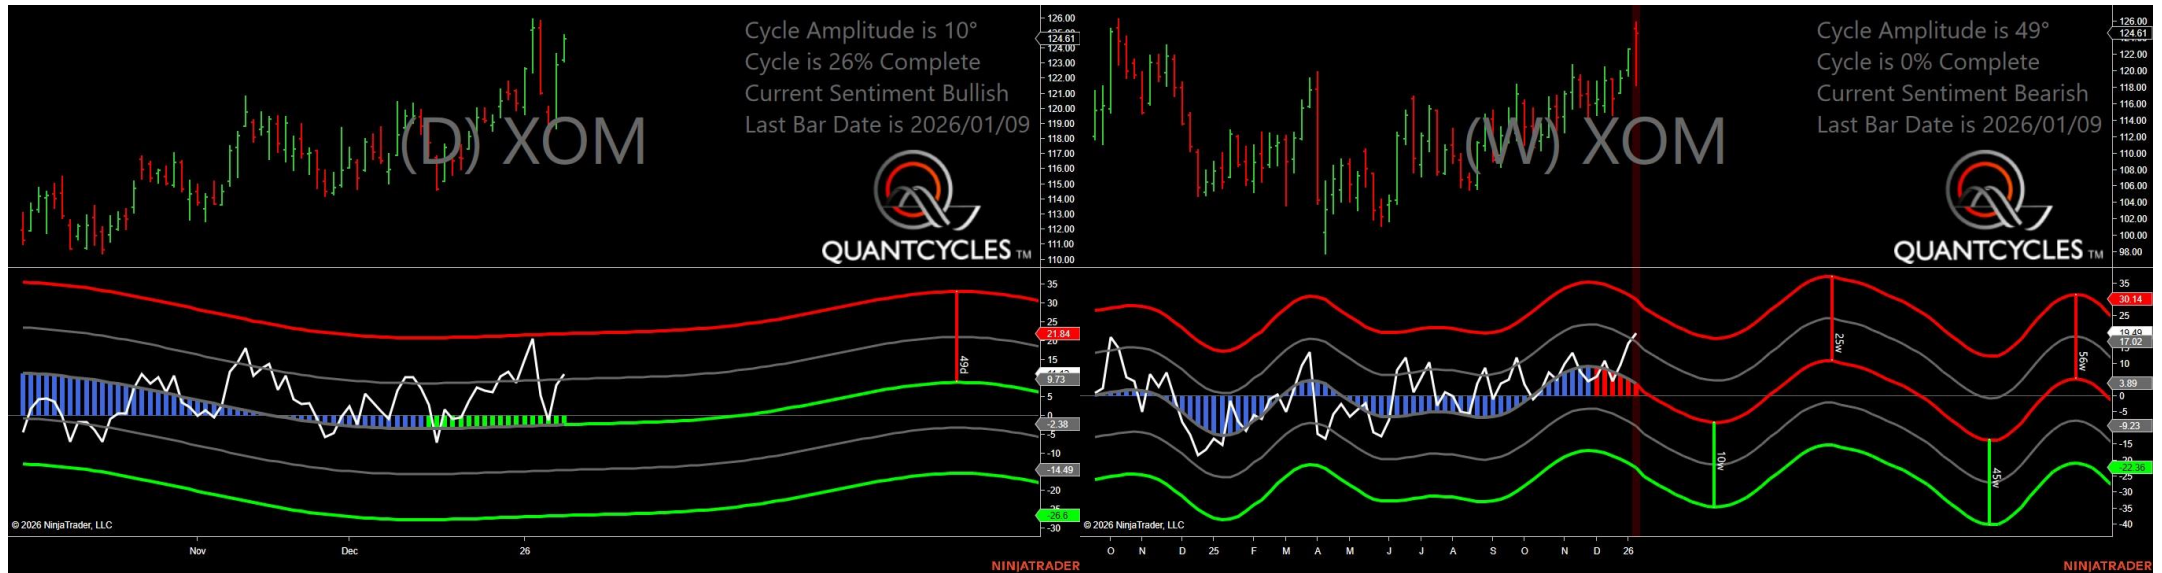 Cycle Amplitude is 10°
Cycle is 26% Complete
Current Sentiment Bullish
Last Bar Date is 2026/01/09
(D) XOM
QUANTCYCLES TM
126.00
124.61
124.00
123.00
122.00
121.00
120.00
119.00
118.00
117.00
116.00
115.00
114.00
113.00
112.00
111.00
110.00
35
30
25
21.84
20
15
9.73
5
0
-2.38
-5
-10
-14.49
-20
-25
-26.6
-30
49d
© 2026 NinjaTrader, LLC
Nov
Dec
26
NINJATRADER
Cycle Amplitude is 49°
Cycle is 0% Complete
Current Sentiment Bearish
Last Bar Date is 2026/01/09
(W) XOM
QUANTCYCLES TM
126.00
124.61
122.00
120.00
118.00
116.00
114.00
112.00
110.00
108.00
106.00
104.00
102.00
100.00
98.00
35
30.14
25
19.49
17.02
10
3.89
0
-5
-9.23
-15
-22.36
-25
-30
-35
-40
10w
25w
45w
56w
© 2026 NinjaTrader, LLC
O N D 25 F M A M J J A S O N D 26
NINJATRADER